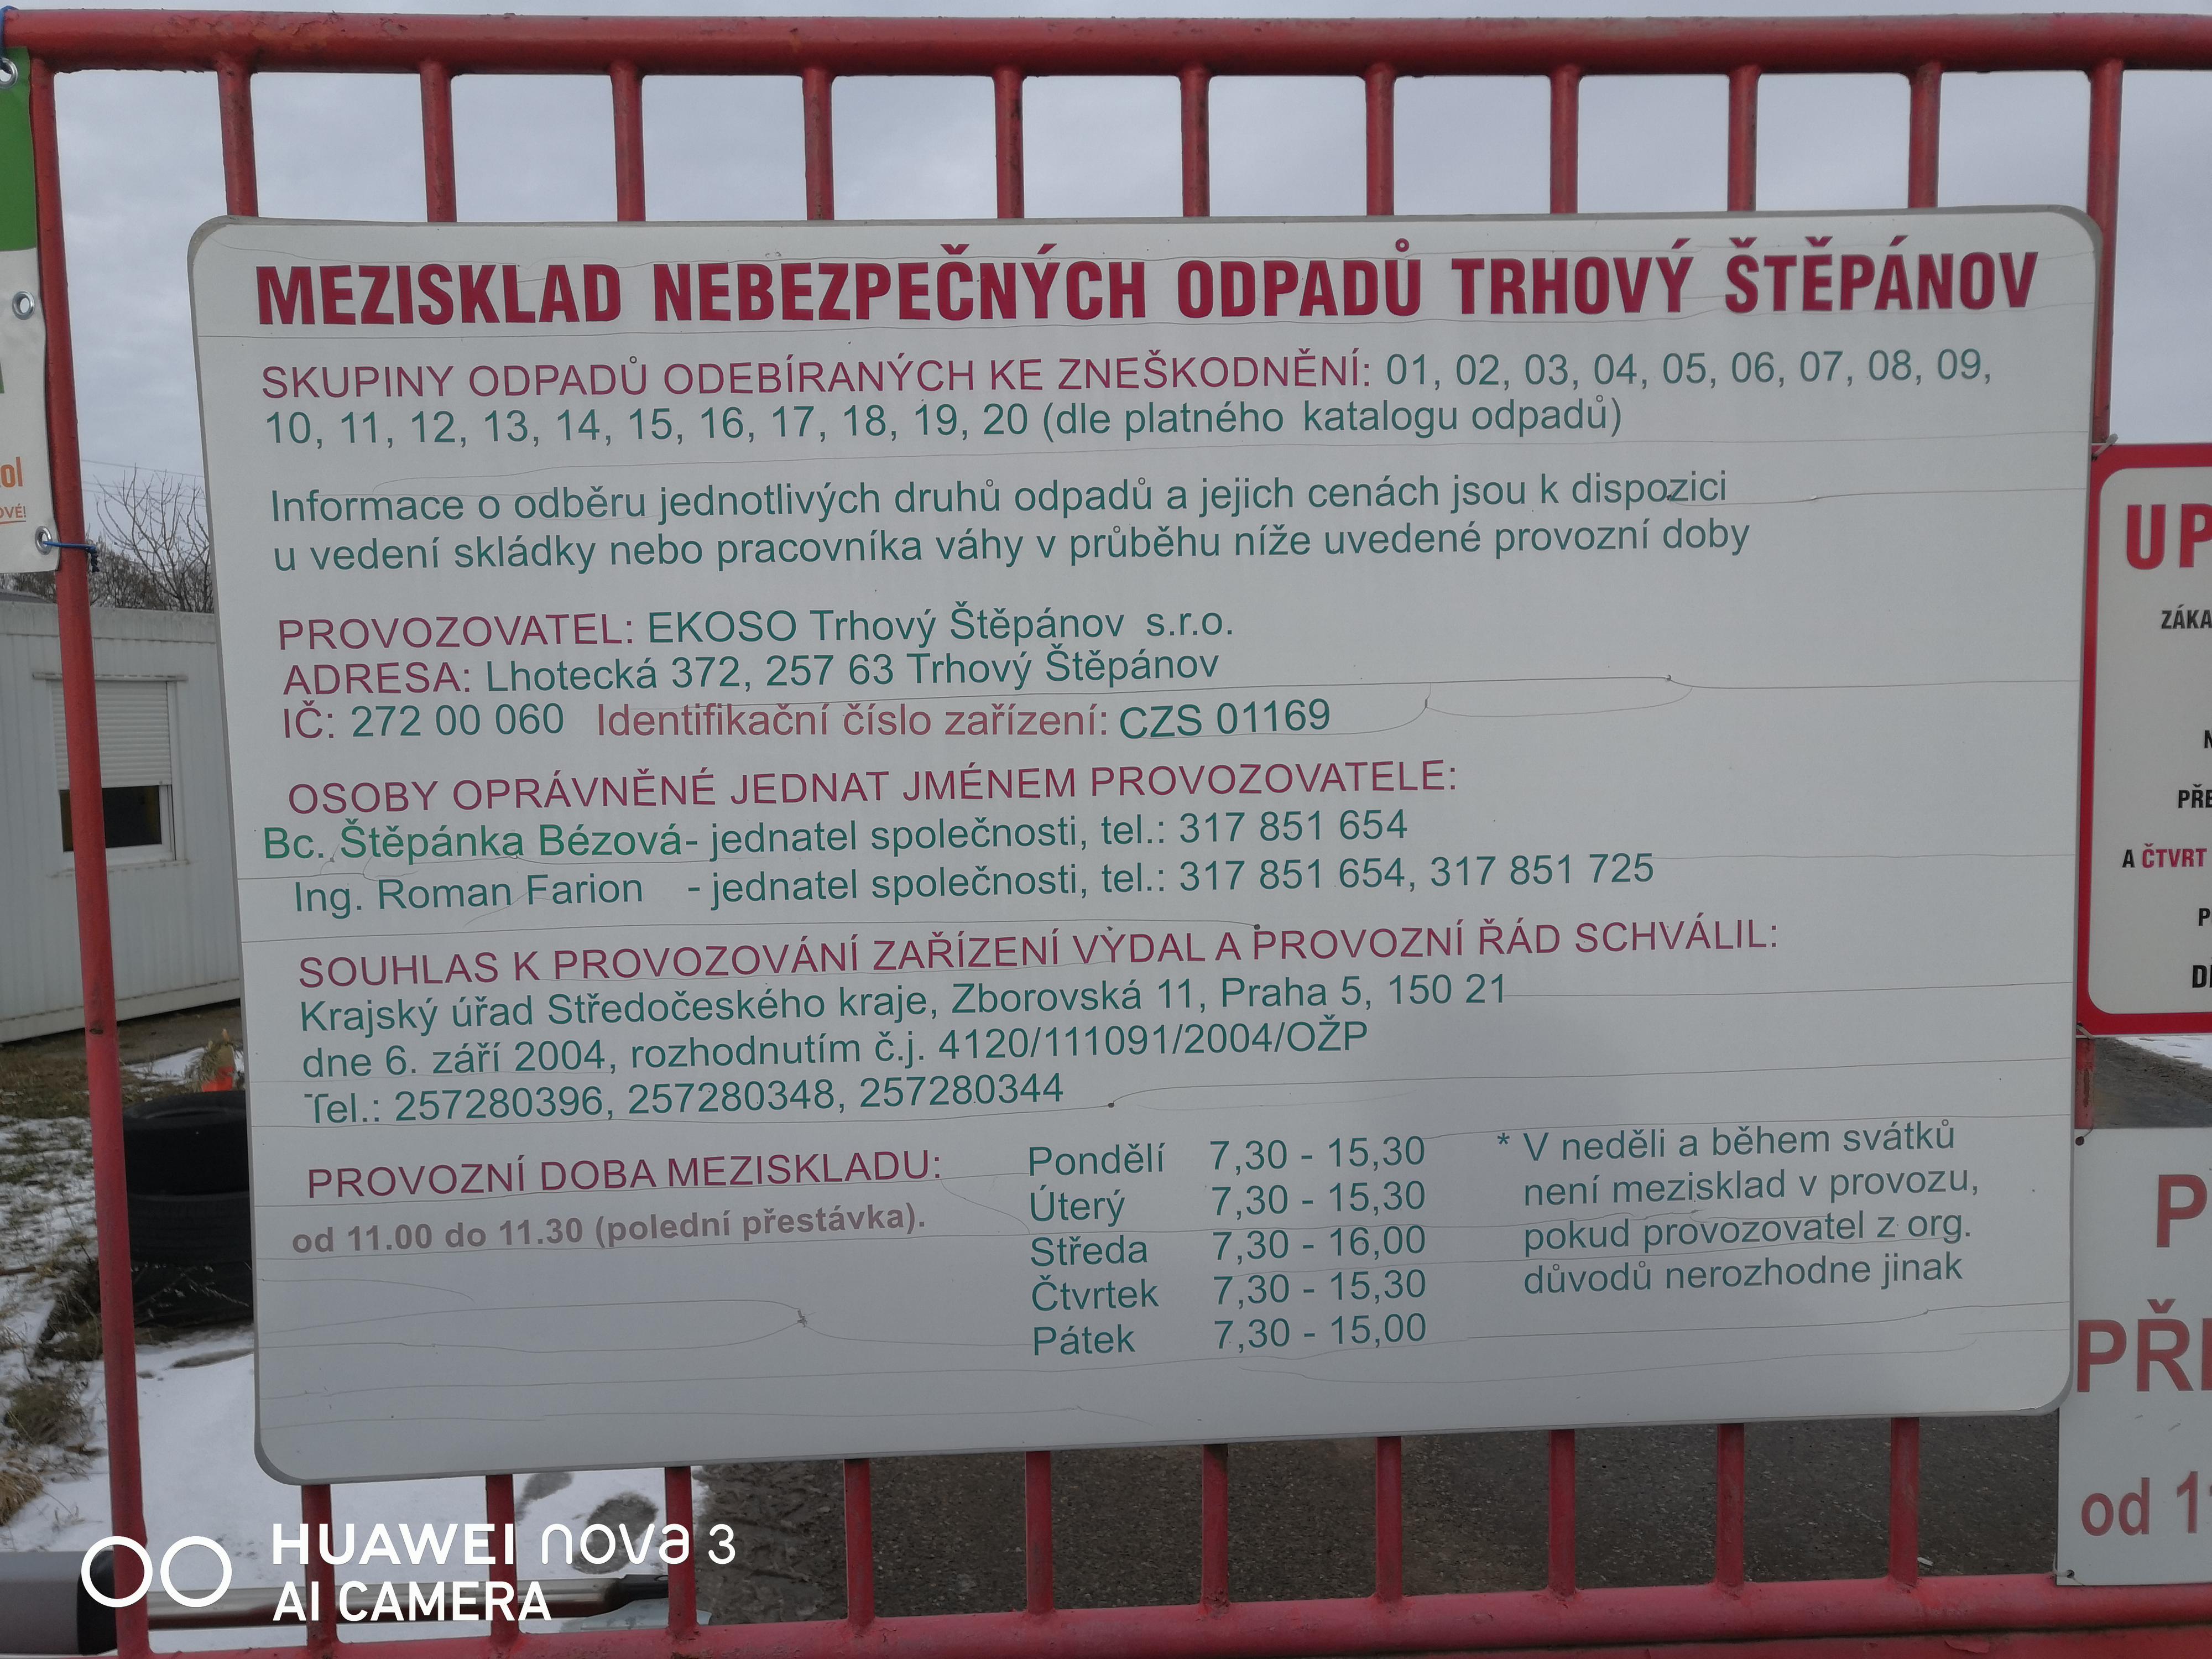 MEZISKLAD NEBEZPEČNÝCH ODPADŮ TRHOVÝ ŠTĚPÁNOV
SKUPINY ODPADŮ ODEBÍRANÝCH KE ZNEŠKODNĚNÍ: 01, 02, 03, 04, 05, 06, 07, 08, 09,
10, 11, 12, 13, 14, 15, 16, 17, 18, 19, 20 (dle platného katalogu odpadů)
Informace o odběru jednotlivých druhů odpadů a jejich cenách jsou k dispozici
u vedení skládky nebo pracovníka váhy v průběhu níže uvedené provozní doby
PROVOZOVATEL: EKOSO Trhový Štěpánov s.r.o.
ADRESA: Lhotecká 372, 257 63 Trhový Štěpánov
IČ: 272 00 060 Identifikační číslo zařízení: CZS 01169
OSOBY OPRÁVNĚNÉ JEDNAT JMÉNEM PROVOZOVATELE:
Bc. Štěpánka Bézová- jednatel společnosti, tel.: 317 851 654
Ing. Roman Farion - jednatel společnosti, tel.: 317 851 654, 317 851 725
SOUHLAS K PROVOZOVÁNÍ ZAŘÍZENÍ VYDAL A PROVOZNÍ ŘÁD SCHVÁLIL:
Krajský úřad Středočeského kraje, Zborovská 11, Praha 5, 150 21
dne 6. září 2004, rozhodnutím č.j. 4120/111091/2004/OŽP
Tel.: 257280396, 257280348, 257280344
PROVOZNÍ DOBA MEZISKLADU:
od 11.00 do 11.30 (polední přestávka).
Pondělí 7,30 - 15,30
Úterý 7,30 - 15,30
Středa 7,30 - 16,00
Čtvrtek 7,30 - 15,30
Pátek 7,30 - 15,00
* V neděli a během svátků
není mezisklad v provozu,
pokud provozovatel z org.
důvodů nerozhodne jinak
UP
ZÁKA
PŘE
A ČTVRT
P
PŘ
od 1
HUAWEI nova 3
AI CAMERA